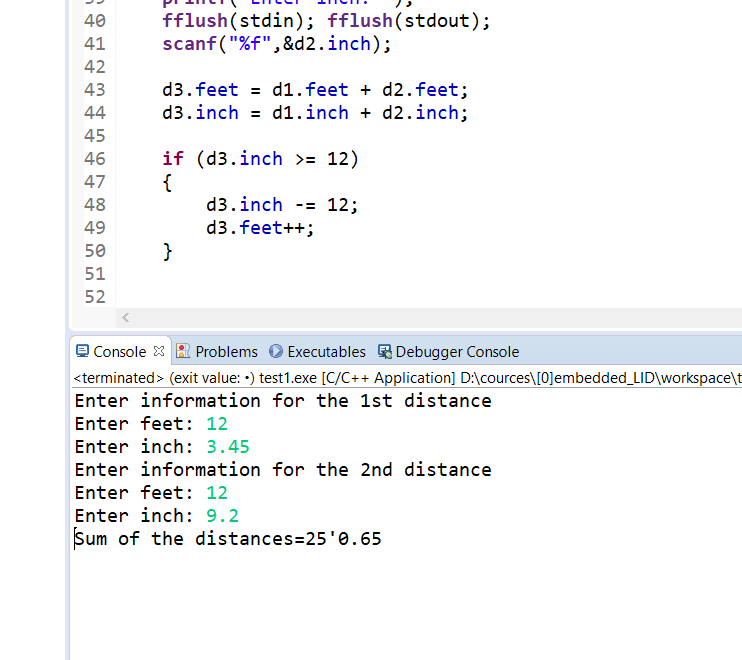 39 printf("Enter inch: ");
40 fflush(stdin); fflush(stdout);
41 scanf("%f",&d2.inch);
42
43 d3.feet = d1.feet + d2.feet;
44 d3.inch = d1.inch + d2.inch;
45
46 if (d3.inch >= 12)
47 {
48 d3.inch -= 12;
49 d3.feet++;
50 }
51
52
Console Problems Executables Debugger Console
<terminated> (exit value: •) test1.exe [C/C++ Application] D:\cources\[0]embedded_LID\workspace\t
Enter information for the 1st distance
Enter feet: 12
Enter inch: 3.45
Enter information for the 2nd distance
Enter feet: 12
Enter inch: 9.2
Sum of the distances=25'0.65